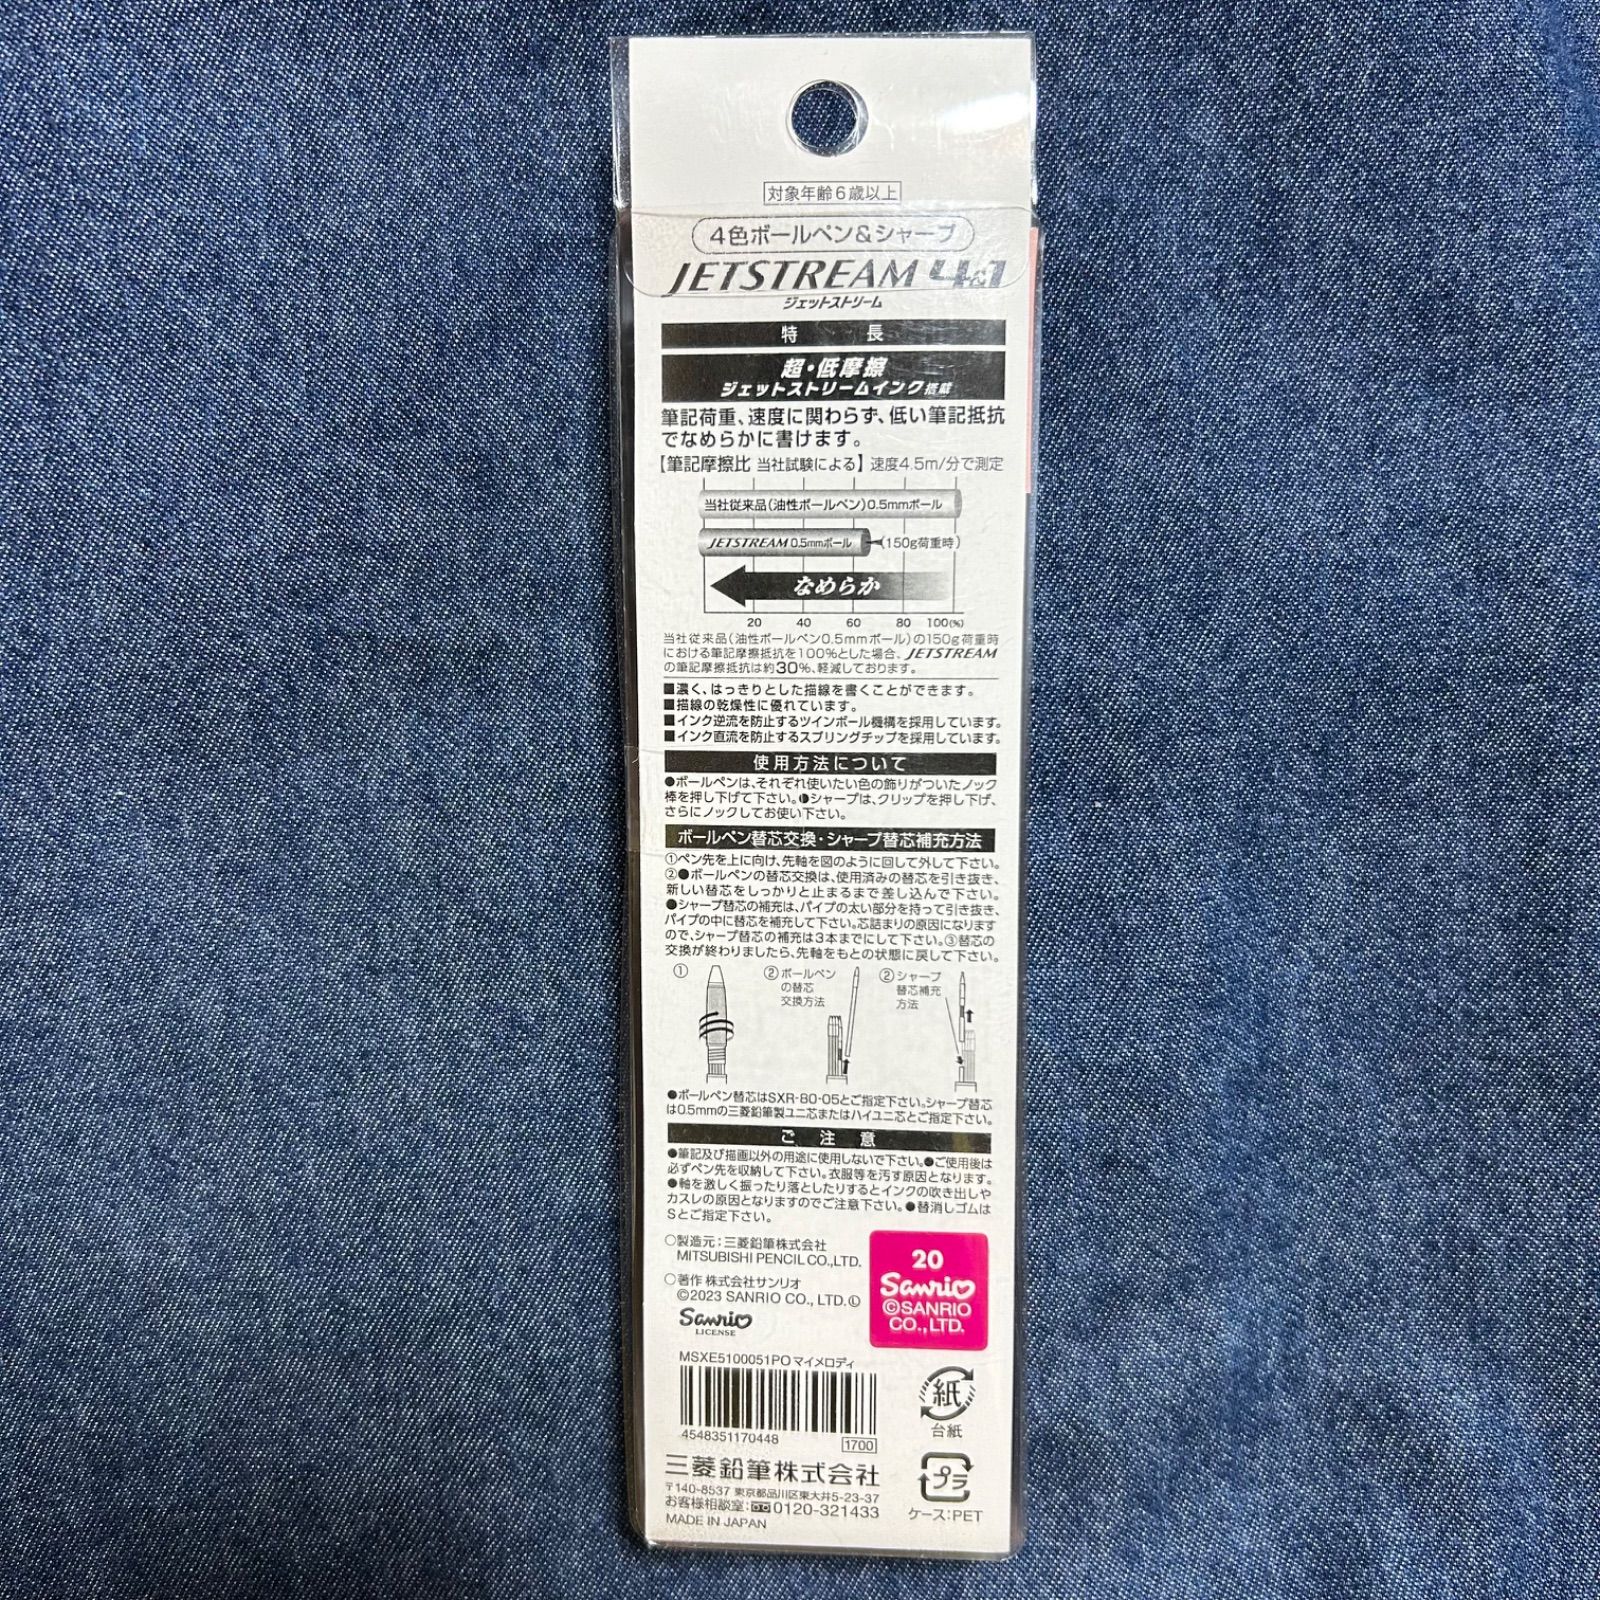 対象年齢6歳以上
4色ボールペン&シャープ
JETSTREAM 4&1
ジェットストリーム
特長
超・低摩擦
ジェットストリームインク搭載
筆記荷重、速度に関わらず、低い筆記抵抗
でなめらかに書けます。
【筆記摩擦比 当社試験による】速度4.5m/分で測定
当社従来品(油性ボールペン)0.5mmボール
JETSTREAM 0.5mmボール (150g荷重時)
なめらか
20 40 60 80 100(%)
当社従来品(油性ボールペン0.5mmボール)の150g荷重時
における筆記摩擦抵抗を100%とした場合、JETSTREAM
の筆記摩擦抵抗は約30%、軽減しております。
■濃く、はっきりとした描線を書くことができます。
■描線の乾燥性に優れています。
■インク逆流を防止するツインボール機構を採用しています。
■インク直流を防止するスプリングチップを採用しています。
使用方法について
●ボールペンは、それぞれ使いたい色の飾りがついたノック
棒を押し下げて下さい。●シャープは、クリップを押し下げ、
さらにノックしてお使い下さい。
ボールペン替芯交換・シャープ替芯補充方法
①ペン先を上に向け、先軸を図のように回して外して下さい。
②●ボールペンの替芯交換は、使用済みの替芯を引き抜き、
新しい替芯をしっかりと止まるまで差し込んで下さい。
●シャープ替芯の補充は、パイプの太い部分を持って引き抜き、
パイプの中に替芯を補充して下さい。芯詰まりの原因になります
ので、シャープ替芯の補充は3本までにして下さい。③替芯の
交換が終わりましたら、先軸をもとの状態に戻して下さい。
①
②ボールペン
の替芯
交換方法
②シャープ
替芯補充
方法
●ボールペン替芯はSXR-80-05とご指定下さい。シャープ替芯
は0.5mmの三菱鉛筆製ユニ芯またはハイユニ芯とご指定下さい。
ご注意
●筆記及び描画以外の用途に使用しないで下さい。●ご使用後は
必ずペン先を収納して下さい。衣服等を汚す原因となります。
●軸を激しく振ったり落としたりするとインクの吹き出しや
カスレの原因となりますのでご注意下さい。●替消しゴムは
Sとご指定下さい。
○製造元:三菱鉛筆株式会社
MITSUBISHI PENCIL CO.,LTD.
○著作 株式会社サンリオ
©2023 SANRIO CO., LTD. Ⓛ
Sanrio
LICENSE
20
Sanrio
©SANRIO
CO., LTD.
MSXE5100051PO マイメロディ
4548351170448
1700
紙
台紙
三菱鉛筆株式会社
〒140-8537 東京都品川区東大井5-23-37
お客様相談室:0120-321433
MADE IN JAPAN
プラ
ケース:PET